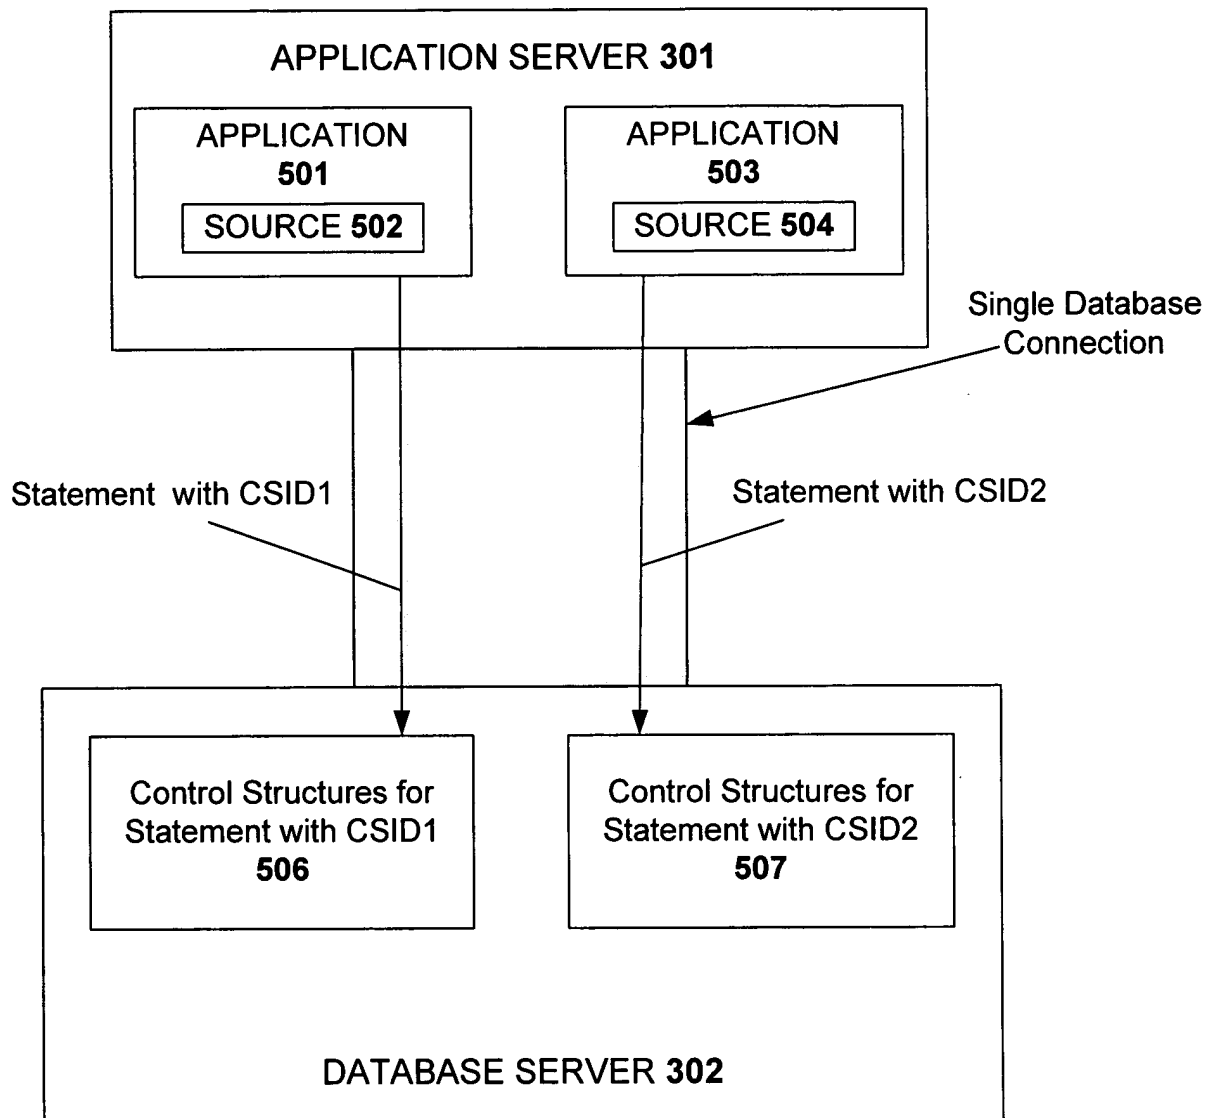 APPLICATION SERVER 301
APPLICATION
501
SOURCE 502
APPLICATION
503
SOURCE 504
Single Database
Connection
Statement with CSID1
Statement with CSID2
Control Structures for
Statement with CSID1
506
Control Structures for
Statement with CSID2
507
DATABASE SERVER 302